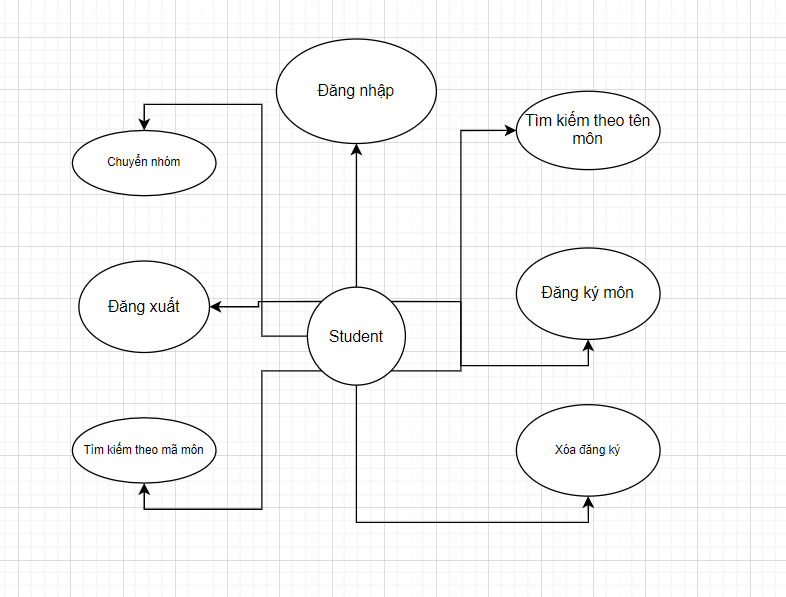 Đăng nhập
Tìm kiếm theo tên
môn
Chuyển nhóm
Đăng xuất
Đăng ký môn
Student
Tìm kiếm theo mã môn
Xóa đăng ký